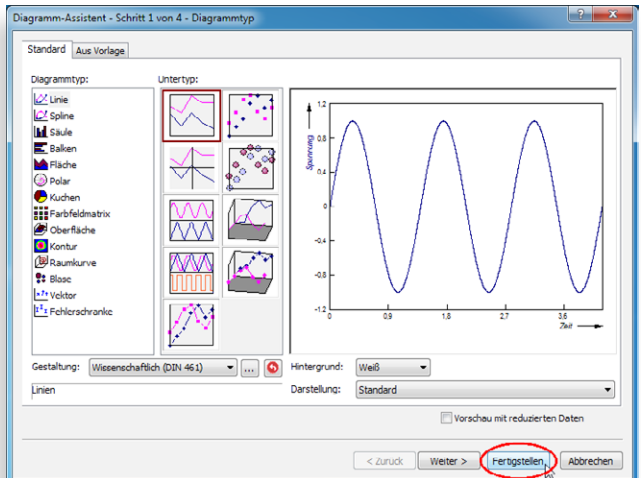 Diagramm-Assistent - Schritt 1 von 4 - Diagrammtyp
Standard
Aus Vorlage
Diagrammtyp:
Untertyp:
Linie
Spline
Säule
Balken
Fläche
Polar
Kuchen
Farbfeldmatrix
Oberfläche
Kontur
Raumkurve
Blase
Vektor
Fehlerschranke
Spannung
1,2
0,8
0,4
0
-0,4
-0,8
-1,2
0
0,9
1,8
2,7
3,6
Zeit
Gestaltung:
Wissenschaftlich (DIN 461)
...
Hintergrund:
Weiß
Linien
Darstellung:
Standard
Vorschau mit reduzierten Daten
< Zurück
Weiter >
Fertigstellen
Abbrechen